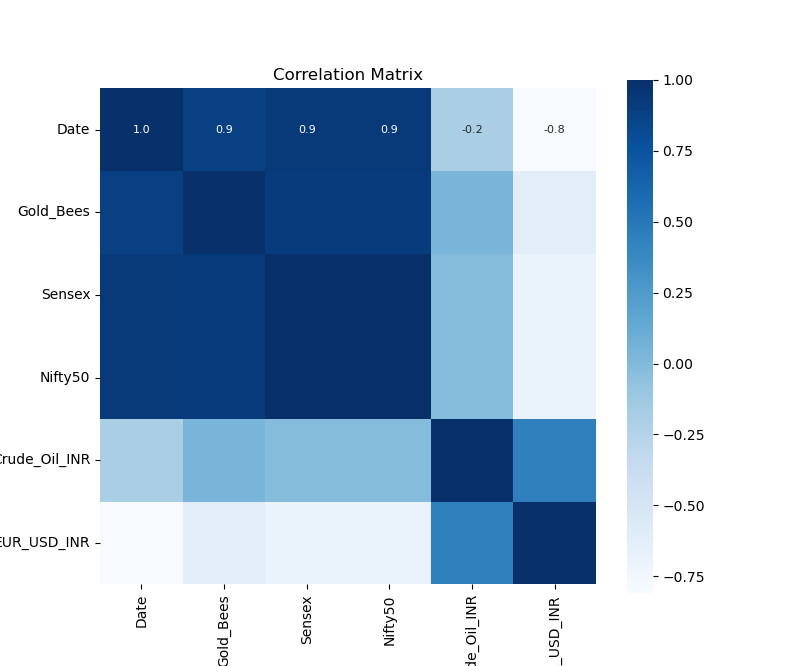 Correlation Matrix
1.00
Date 1.0 0.9 0.9 0.9 -0.2 -0.8
0.75
Gold_Bees
0.50
Sensex
0.25
0.00
Nifty50
−0.25
Crude_Oil_INR
−0.50
EUR_USD_INR
−0.75
Date Gold_Bees Sensex Nifty50 de_Oil_INR _USD_INR